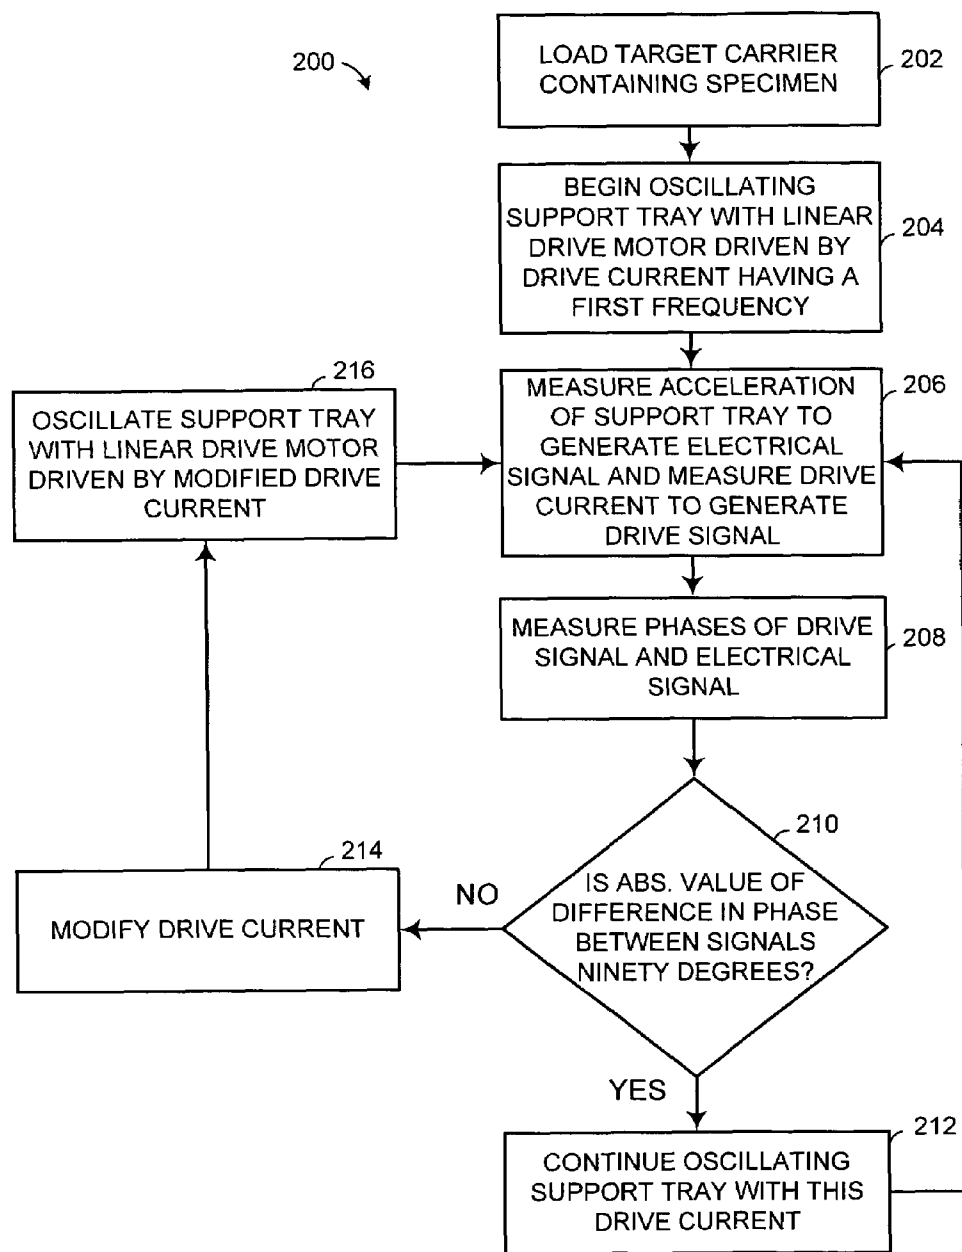 200
LOAD TARGET CARRIER
CONTAINING SPECIMEN
202
BEGIN OSCILLATING
SUPPORT TRAY WITH LINEAR
DRIVE MOTOR DRIVEN BY
DRIVE CURRENT HAVING A
FIRST FREQUENCY
204
216
OSCILLATE SUPPORT TRAY
WITH LINEAR DRIVE MOTOR
DRIVEN BY MODIFIED DRIVE
CURRENT
MEASURE ACCELERATION
OF SUPPORT TRAY TO
GENERATE ELECTRICAL
SIGNAL AND MEASURE DRIVE
CURRENT TO GENERATE
DRIVE SIGNAL
206
MEASURE PHASES OF DRIVE
SIGNAL AND ELECTRICAL
SIGNAL
208
210
IS ABS. VALUE OF
DIFFERENCE IN PHASE
BETWEEN SIGNALS
NINETY DEGREES?
NO
214
MODIFY DRIVE CURRENT
YES
212
CONTINUE OSCILLATING
SUPPORT TRAY WITH THIS
DRIVE CURRENT